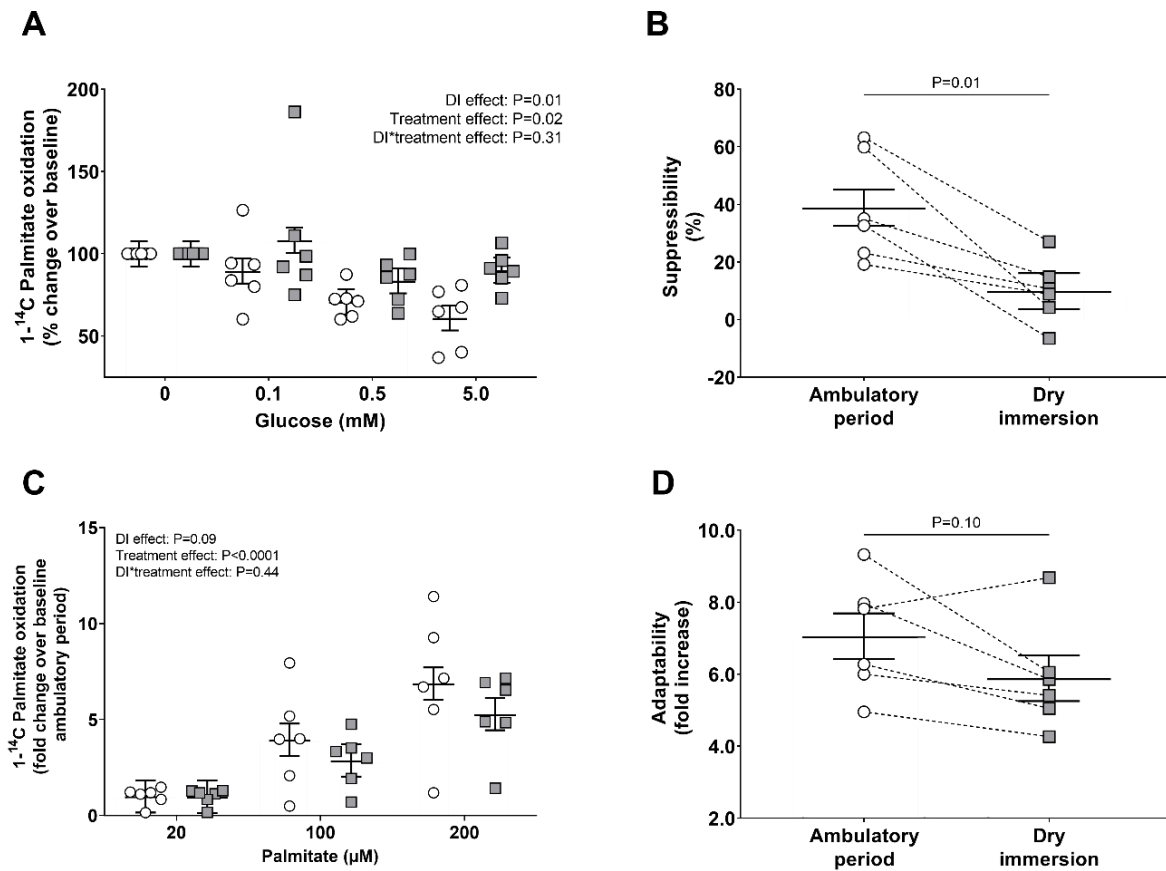 A
1-¹⁴C Palmitate oxidation
(% change over baseline)
200
150
100
50
DI effect: P=0.01
Treatment effect: P=0.02
DI*treatment effect: P=0.31
0 0.1 0.5 5.0
Glucose (mM)
B
Suppressibility
(%)
80
60
40
20
0
-20
P=0.01
Ambulatory
period
Dry
immersion
C
1-¹⁴C Palmitate oxidation
(fold change over baseline
ambulatory period)
15
10
5
0
DI effect: P=0.09
Treatment effect: P<0.0001
DI*treatment effect: P=0.44
20 100 200
Palmitate (µM)
D
Adaptability
(fold increase)
10.0
8.0
6.0
4.0
2.0
P=0.10
Ambulatory
period
Dry
immersion